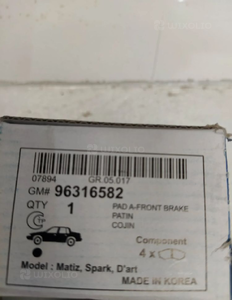 07894 GR.05.017
GM# 96316582
QTY 1 PAD A-FRONT BRAKE
PATIN
COJIN
Component
4 x
Model : Matiz, Spark, D'art
MADE IN KOREA